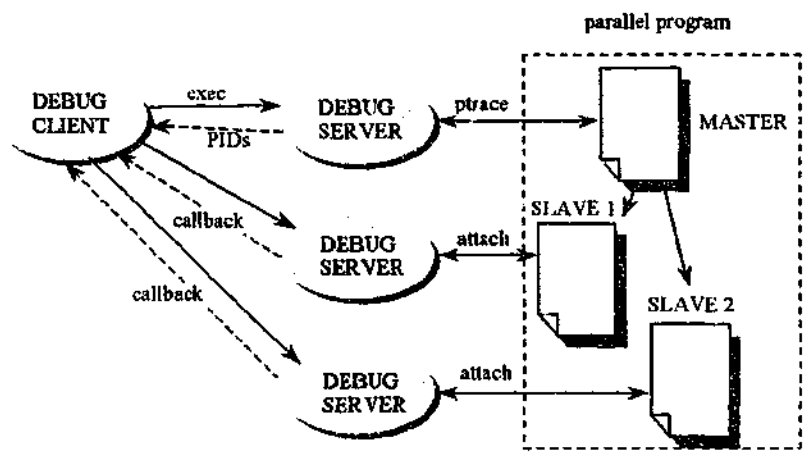 parallel program
DEBUG
CLIENT
exec
PIDs
DEBUG
SERVER
ptrace
MASTER
callback
DEBUG
SERVER
attach
SLAVE 1
callback
SLAVE 2
DEBUG
SERVER
attach